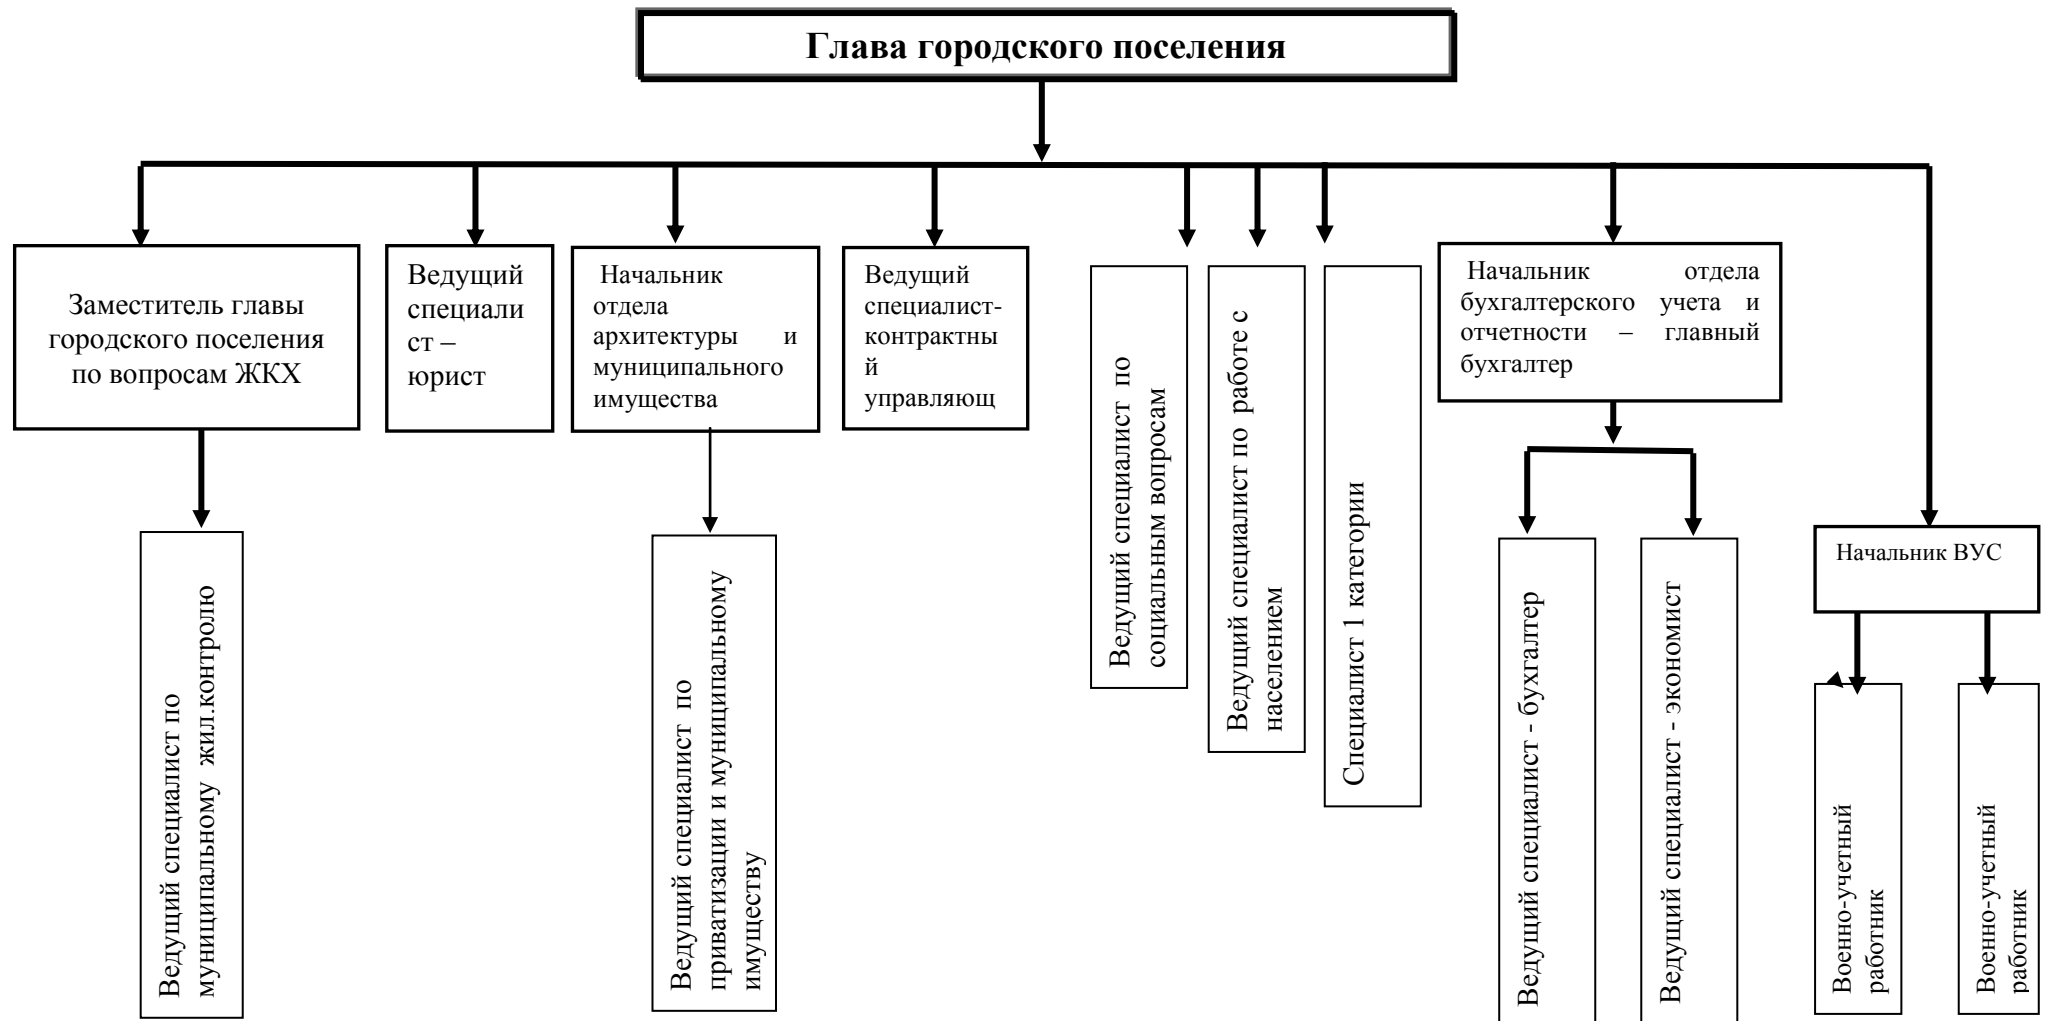 Глава городского поселения
Заместитель главы
городского поселения
по вопросам ЖКХ
Ведущий
специали
ст –
юрист
Начальник
отдела
архитектуры и
муниципального
имущества
Ведущий
специалист-
контрактны
й
управляющ
Ведущий специалист по
социальным вопросам
Ведущий специалист по работе с
населением
Специалист 1 категории
Начальник отдела
бухгалтерского учета и
отчетности – главный
бухгалтер
Начальник ВУС
Ведущий специалист по
муниципальному жил.контролю
Ведущий специалист по
приватизации и муниципальному
имуществу
Ведущий специалист - бухгалтер
Ведущий специалист - экономист
Военно-учетный
работник
Военно-учетный
работник